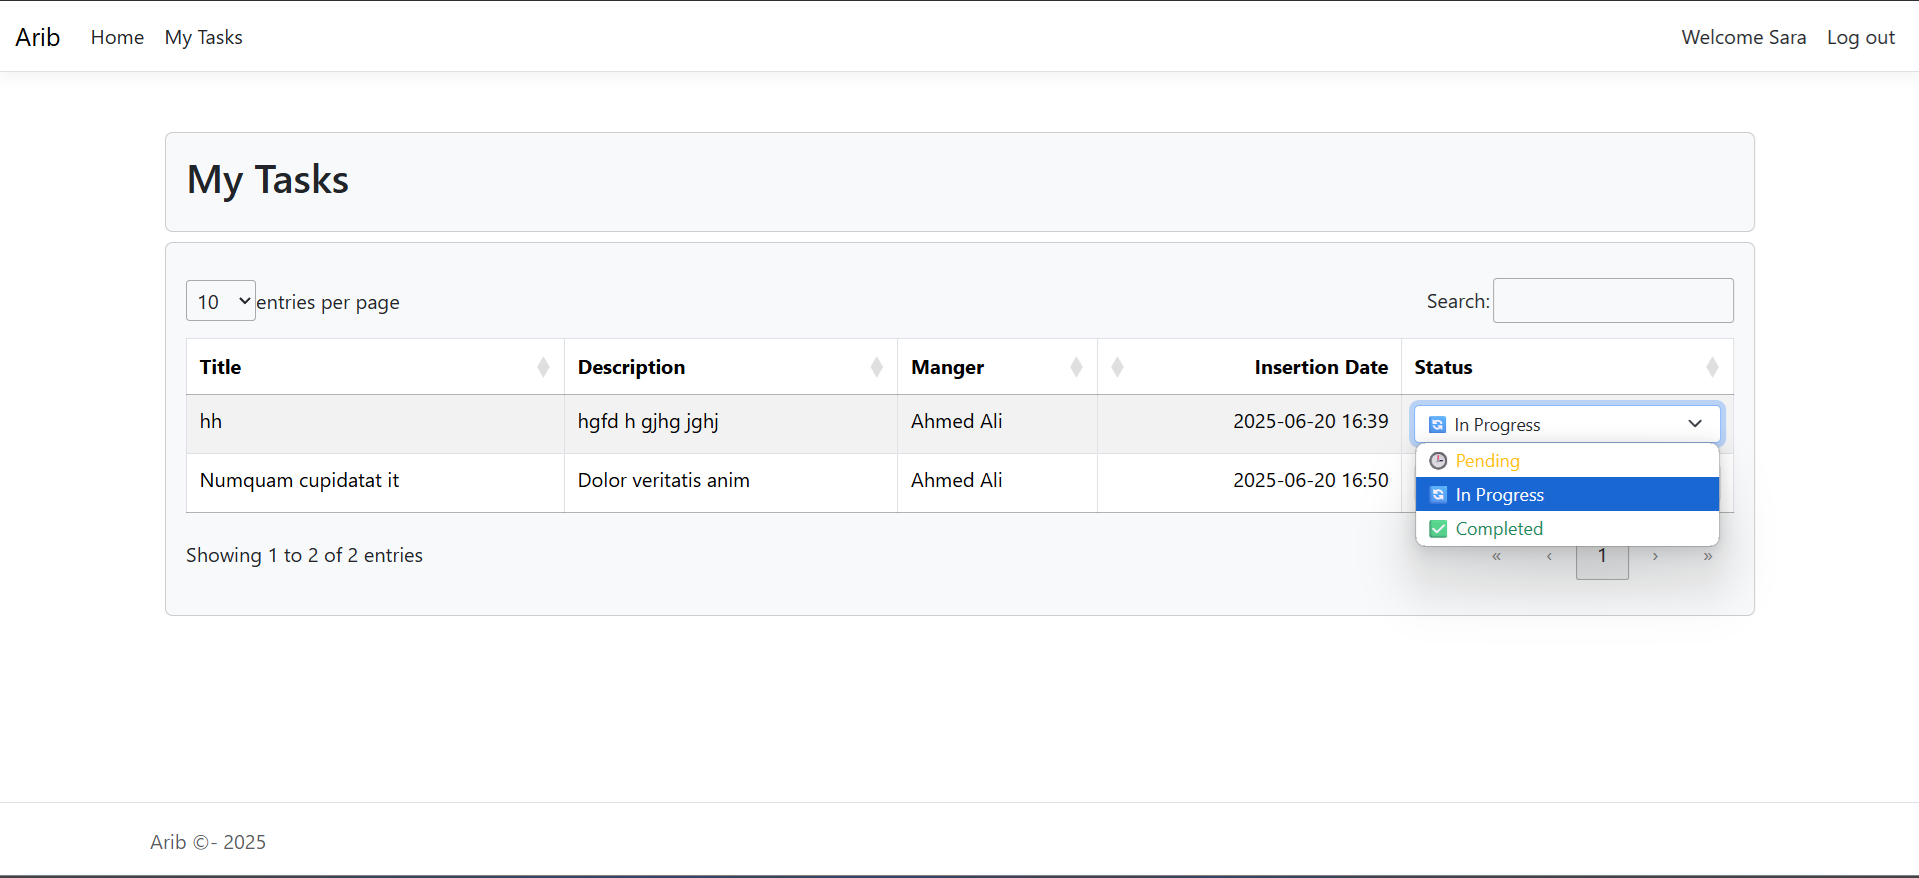 Arib Home My Tasks Welcome Sara Log out
My Tasks
10 entries per page Search:
Title Description Manger Insertion Date Status
hh hgfd h gjhg jghj Ahmed Ali 2025-06-20 16:39 🔄 In Progress
🕒 Pending
Numquam cupidatat it Dolor veritatis anim Ahmed Ali 2025-06-20 16:50 🔄 In Progress
✅ Completed
Showing 1 to 2 of 2 entries « ‹ 1 › »
Arib ©- 2025